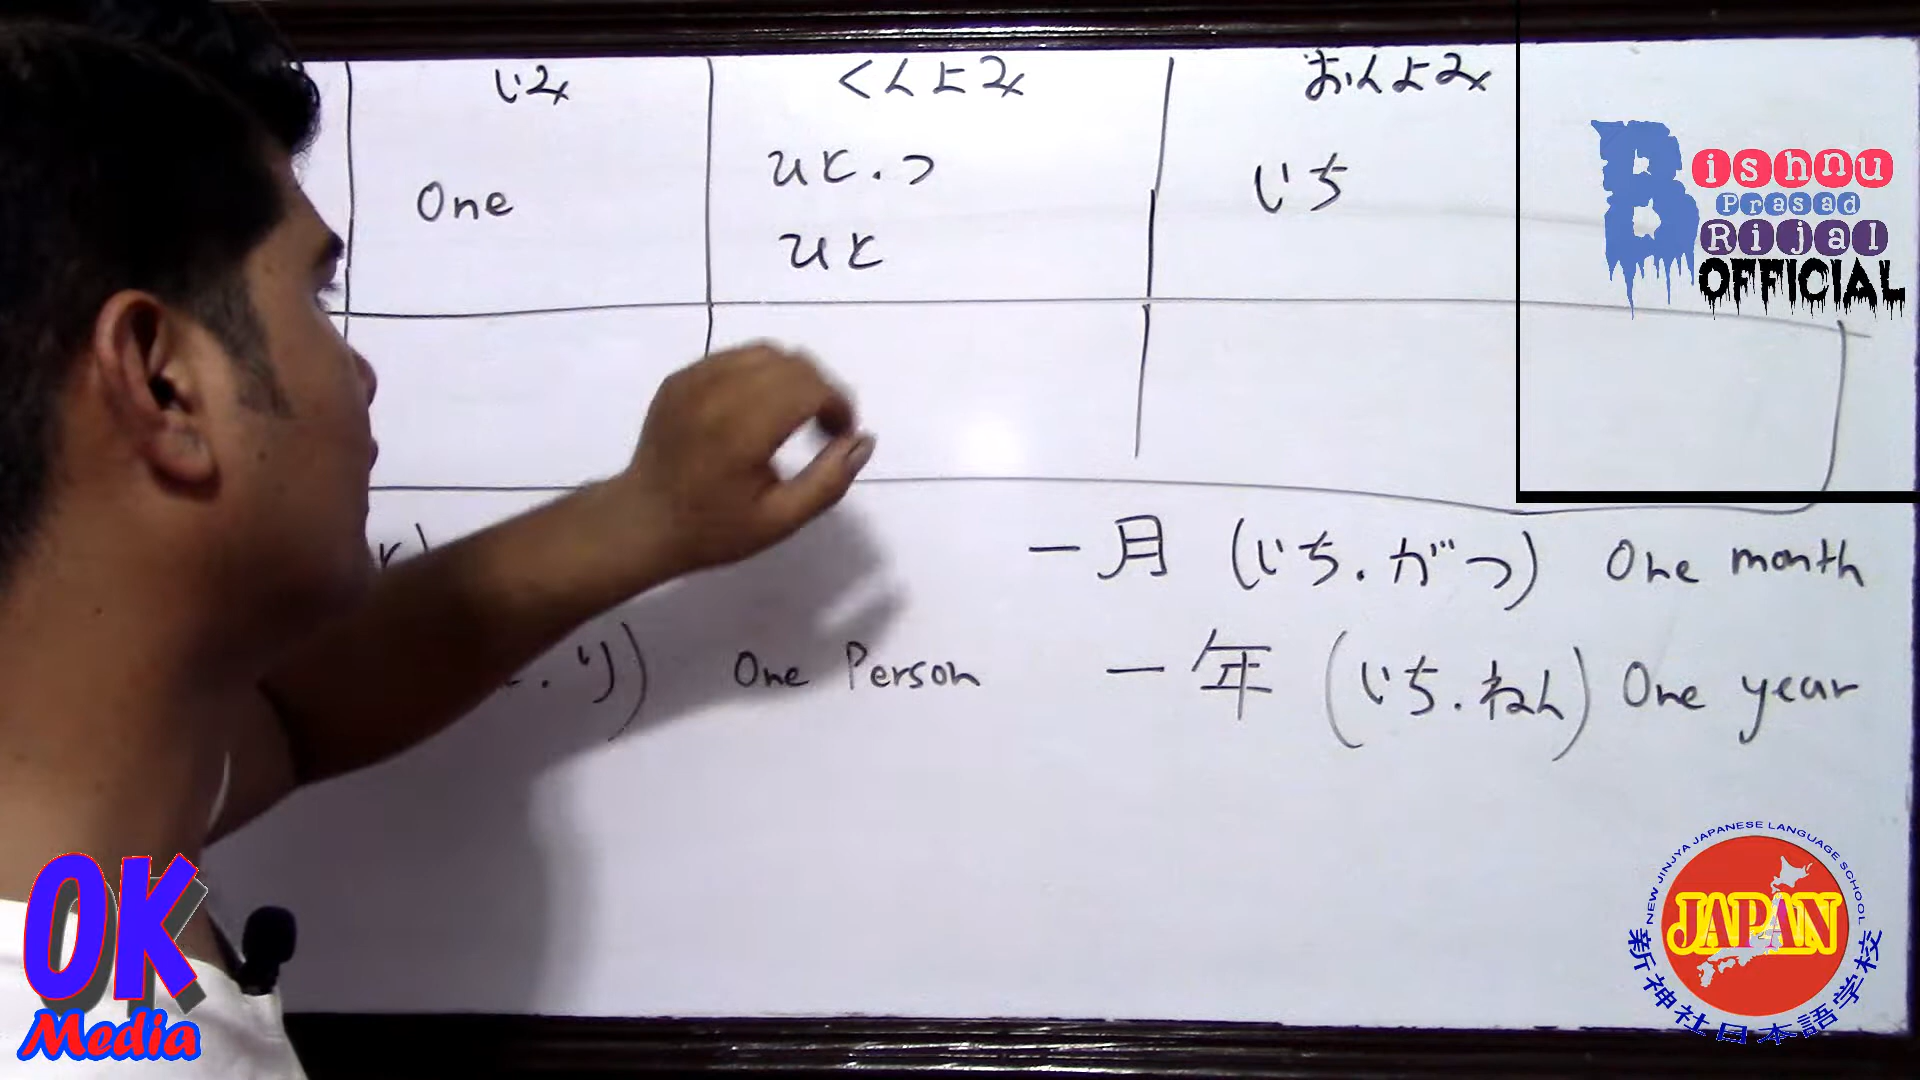 いみ くんよみ おんよみ
One ひと.つ いち
ひと
一月 (いち.がつ) One month
り) One Person 一年 (いち.ねん) One year
Bishnu
Prasad
Rijal
OFFICIAL
OK
Media
NEW JINJYA JAPANESE LANGUAGE SCHOOL
JAPAN
新神社日本語学校